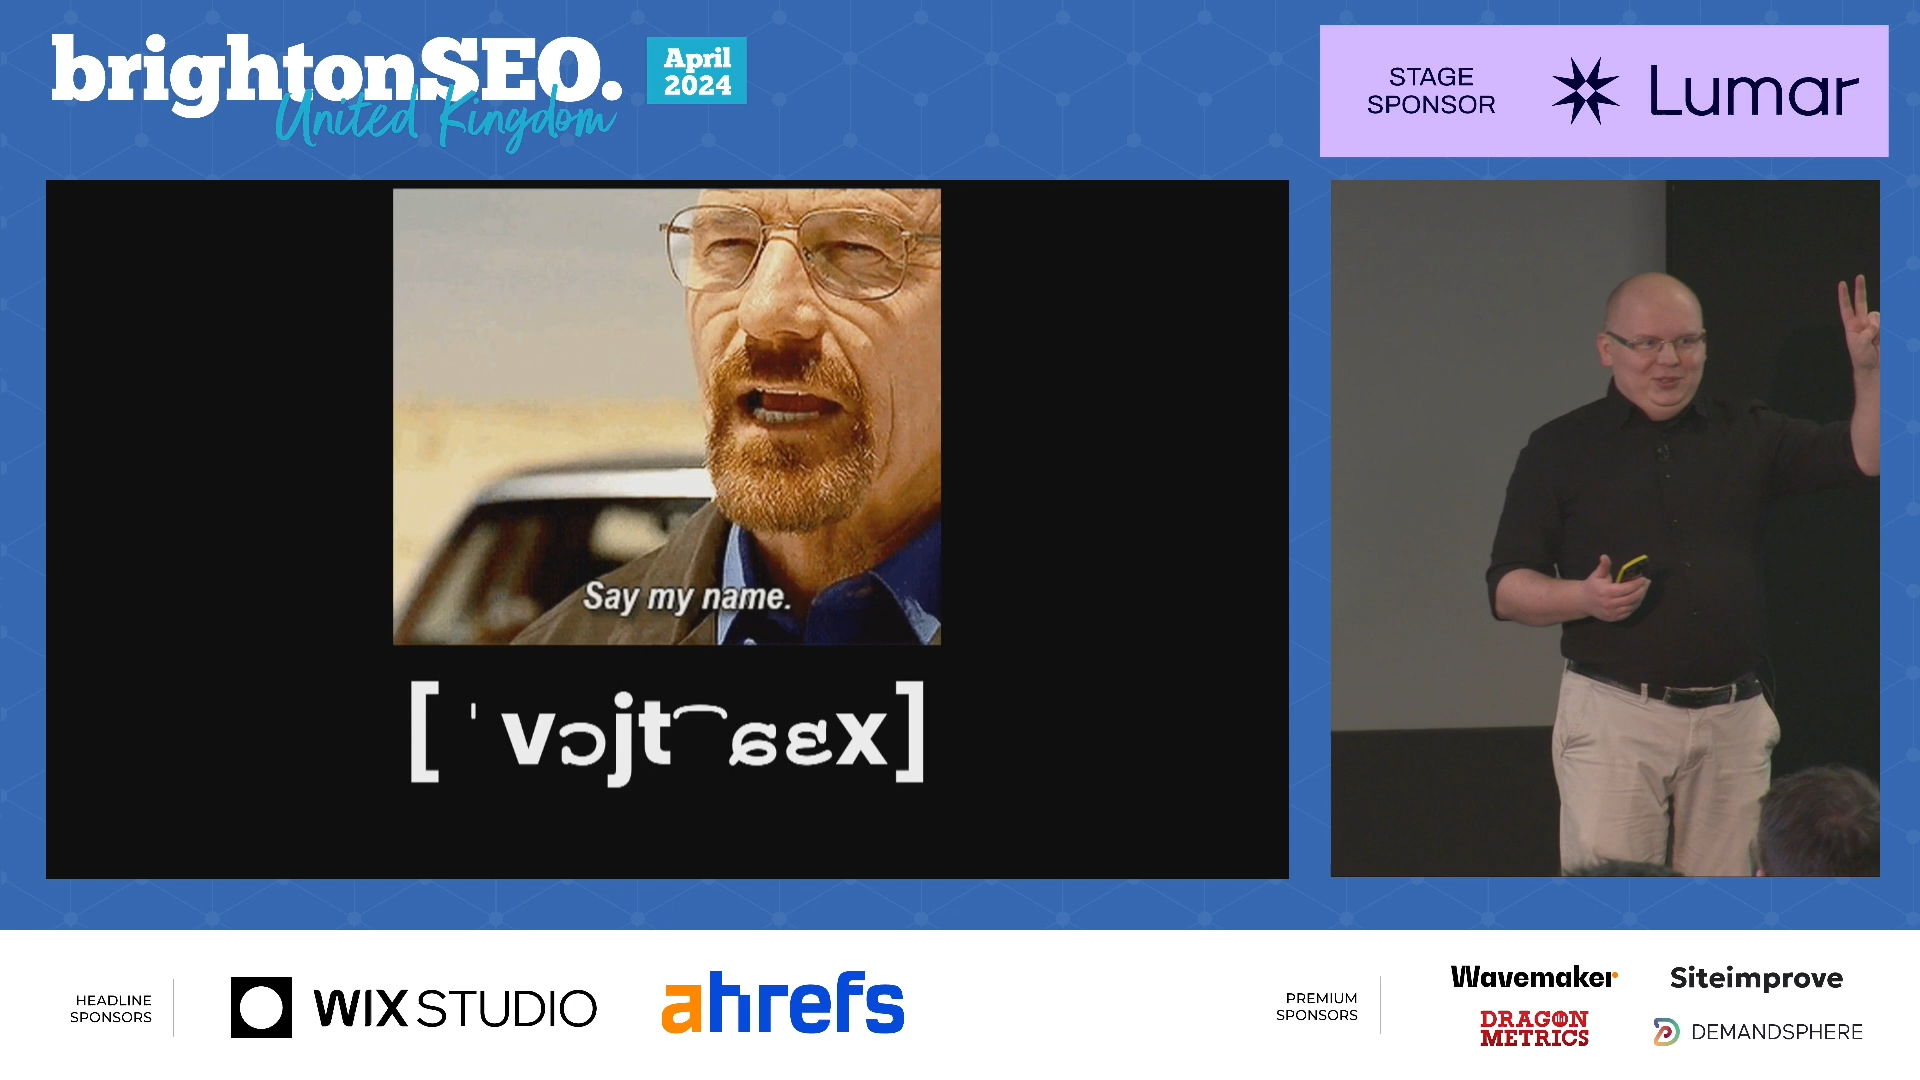 brightonSEO.
United Kingdom
April
2024
STAGE
SPONSOR
Lumar
Say my name.
[ˈvɔjt͡ɕɛx]
HEADLINE
SPONSORS
WIX STUDIO
ahrefs
PREMIUM
SPONSORS
Wavemaker
Siteimprove
DRAGON
METRICS
DEMANDSPHERE